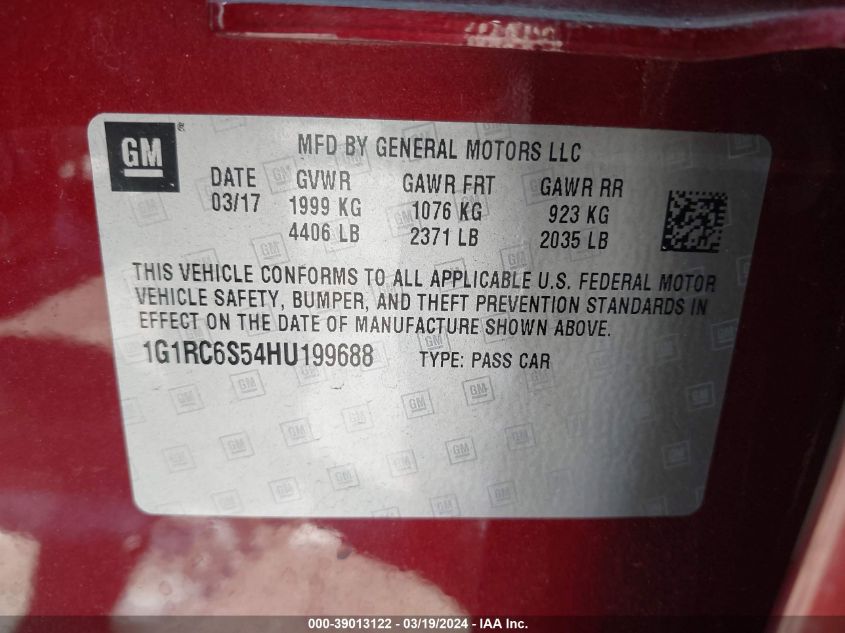 GM ®
MFD BY GENERAL MOTORS LLC
DATE GVWR GAWR FRT GAWR RR
03/17 1999 KG 1076 KG 923 KG
4406 LB 2371 LB 2035 LB
THIS VEHICLE CONFORMS TO ALL APPLICABLE U.S. FEDERAL MOTOR
VEHICLE SAFETY, BUMPER, AND THEFT PREVENTION STANDARDS IN
EFFECT ON THE DATE OF MANUFACTURE SHOWN ABOVE.
1G1RC6S54HU199688 TYPE: PASS CAR
000-39013122 - 03/19/2024 - IAA Inc.